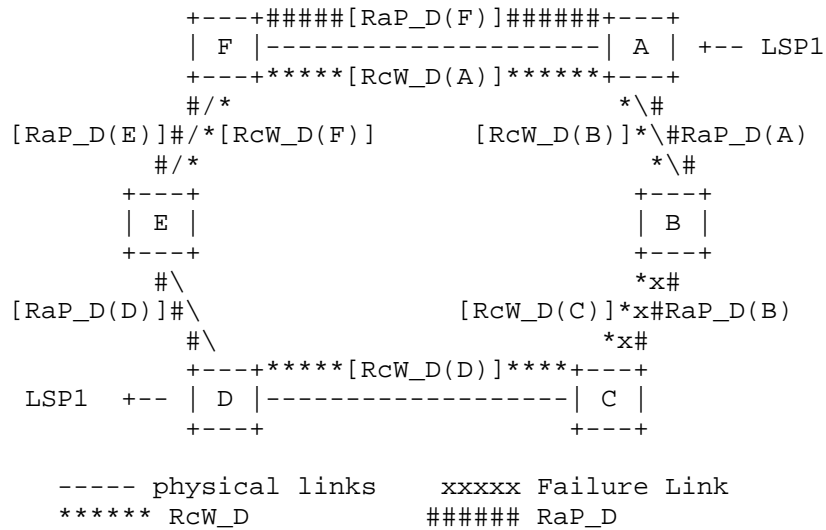 +---+#####[RaP_D(F)]######+---+
| F |---------------------| A | +-- LSP1
+---+*****[RcW_D(A)]******+---+
#/* *\#
[RaP_D(E)]#/*[RcW_D(F)] [RcW_D(B)]*\#RaP_D(A)
#/* *\#
+---+ +---+
| E | | B |
+---+ +---+
#\ *x#
[RaP_D(D)]#\ [RcW_D(C)]*x#RaP_D(B)
#\ *x#
+---+*****[RcW_D(D)]****+---+
LSP1 +-- | D |-------------------| C |
+---+ +---+
----- physical links xxxxx Failure Link
****** RcW_D ###### RaP_D